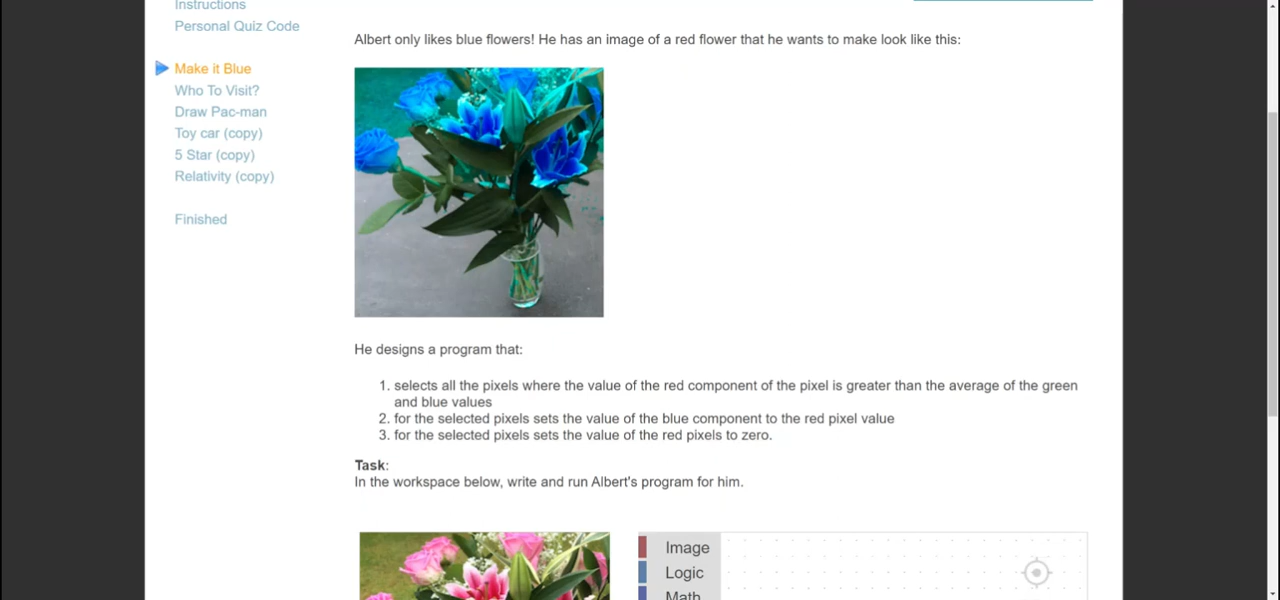 Instructions
Personal Quiz Code
Make it Blue
Who To Visit?
Draw Pac-man
Toy car (copy)
5 Star (copy)
Relativity (copy)
Finished
Albert only likes blue flowers! He has an image of a red flower that he wants to make look like this:
He designs a program that:
1. selects all the pixels where the value of the red component of the pixel is greater than the average of the green
and blue values
2. for the selected pixels sets the value of the blue component to the red pixel value
3. for the selected pixels sets the value of the red pixels to zero.
Task:
In the workspace below, write and run Albert's program for him.
Image
Logic
Math